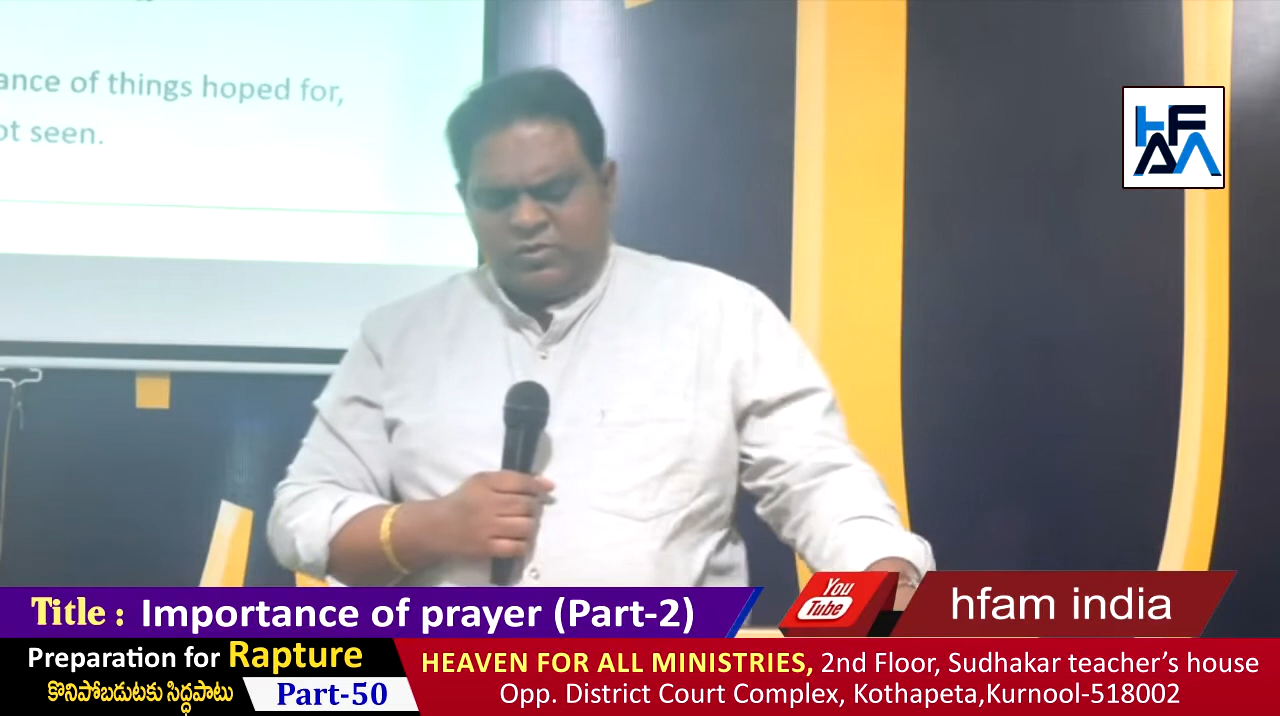 ance of things hoped for,
ot seen.
HFAM
Title : Importance of prayer (Part-2)
You
Tube
hfam india
Preparation for Rapture
కొనిపోబడుటకు సిద్ధపాటు
Part-50
HEAVEN FOR ALL MINISTRIES, 2nd Floor, Sudhakar teacher's house
Opp. District Court Complex, Kothapeta,Kurnool-518002